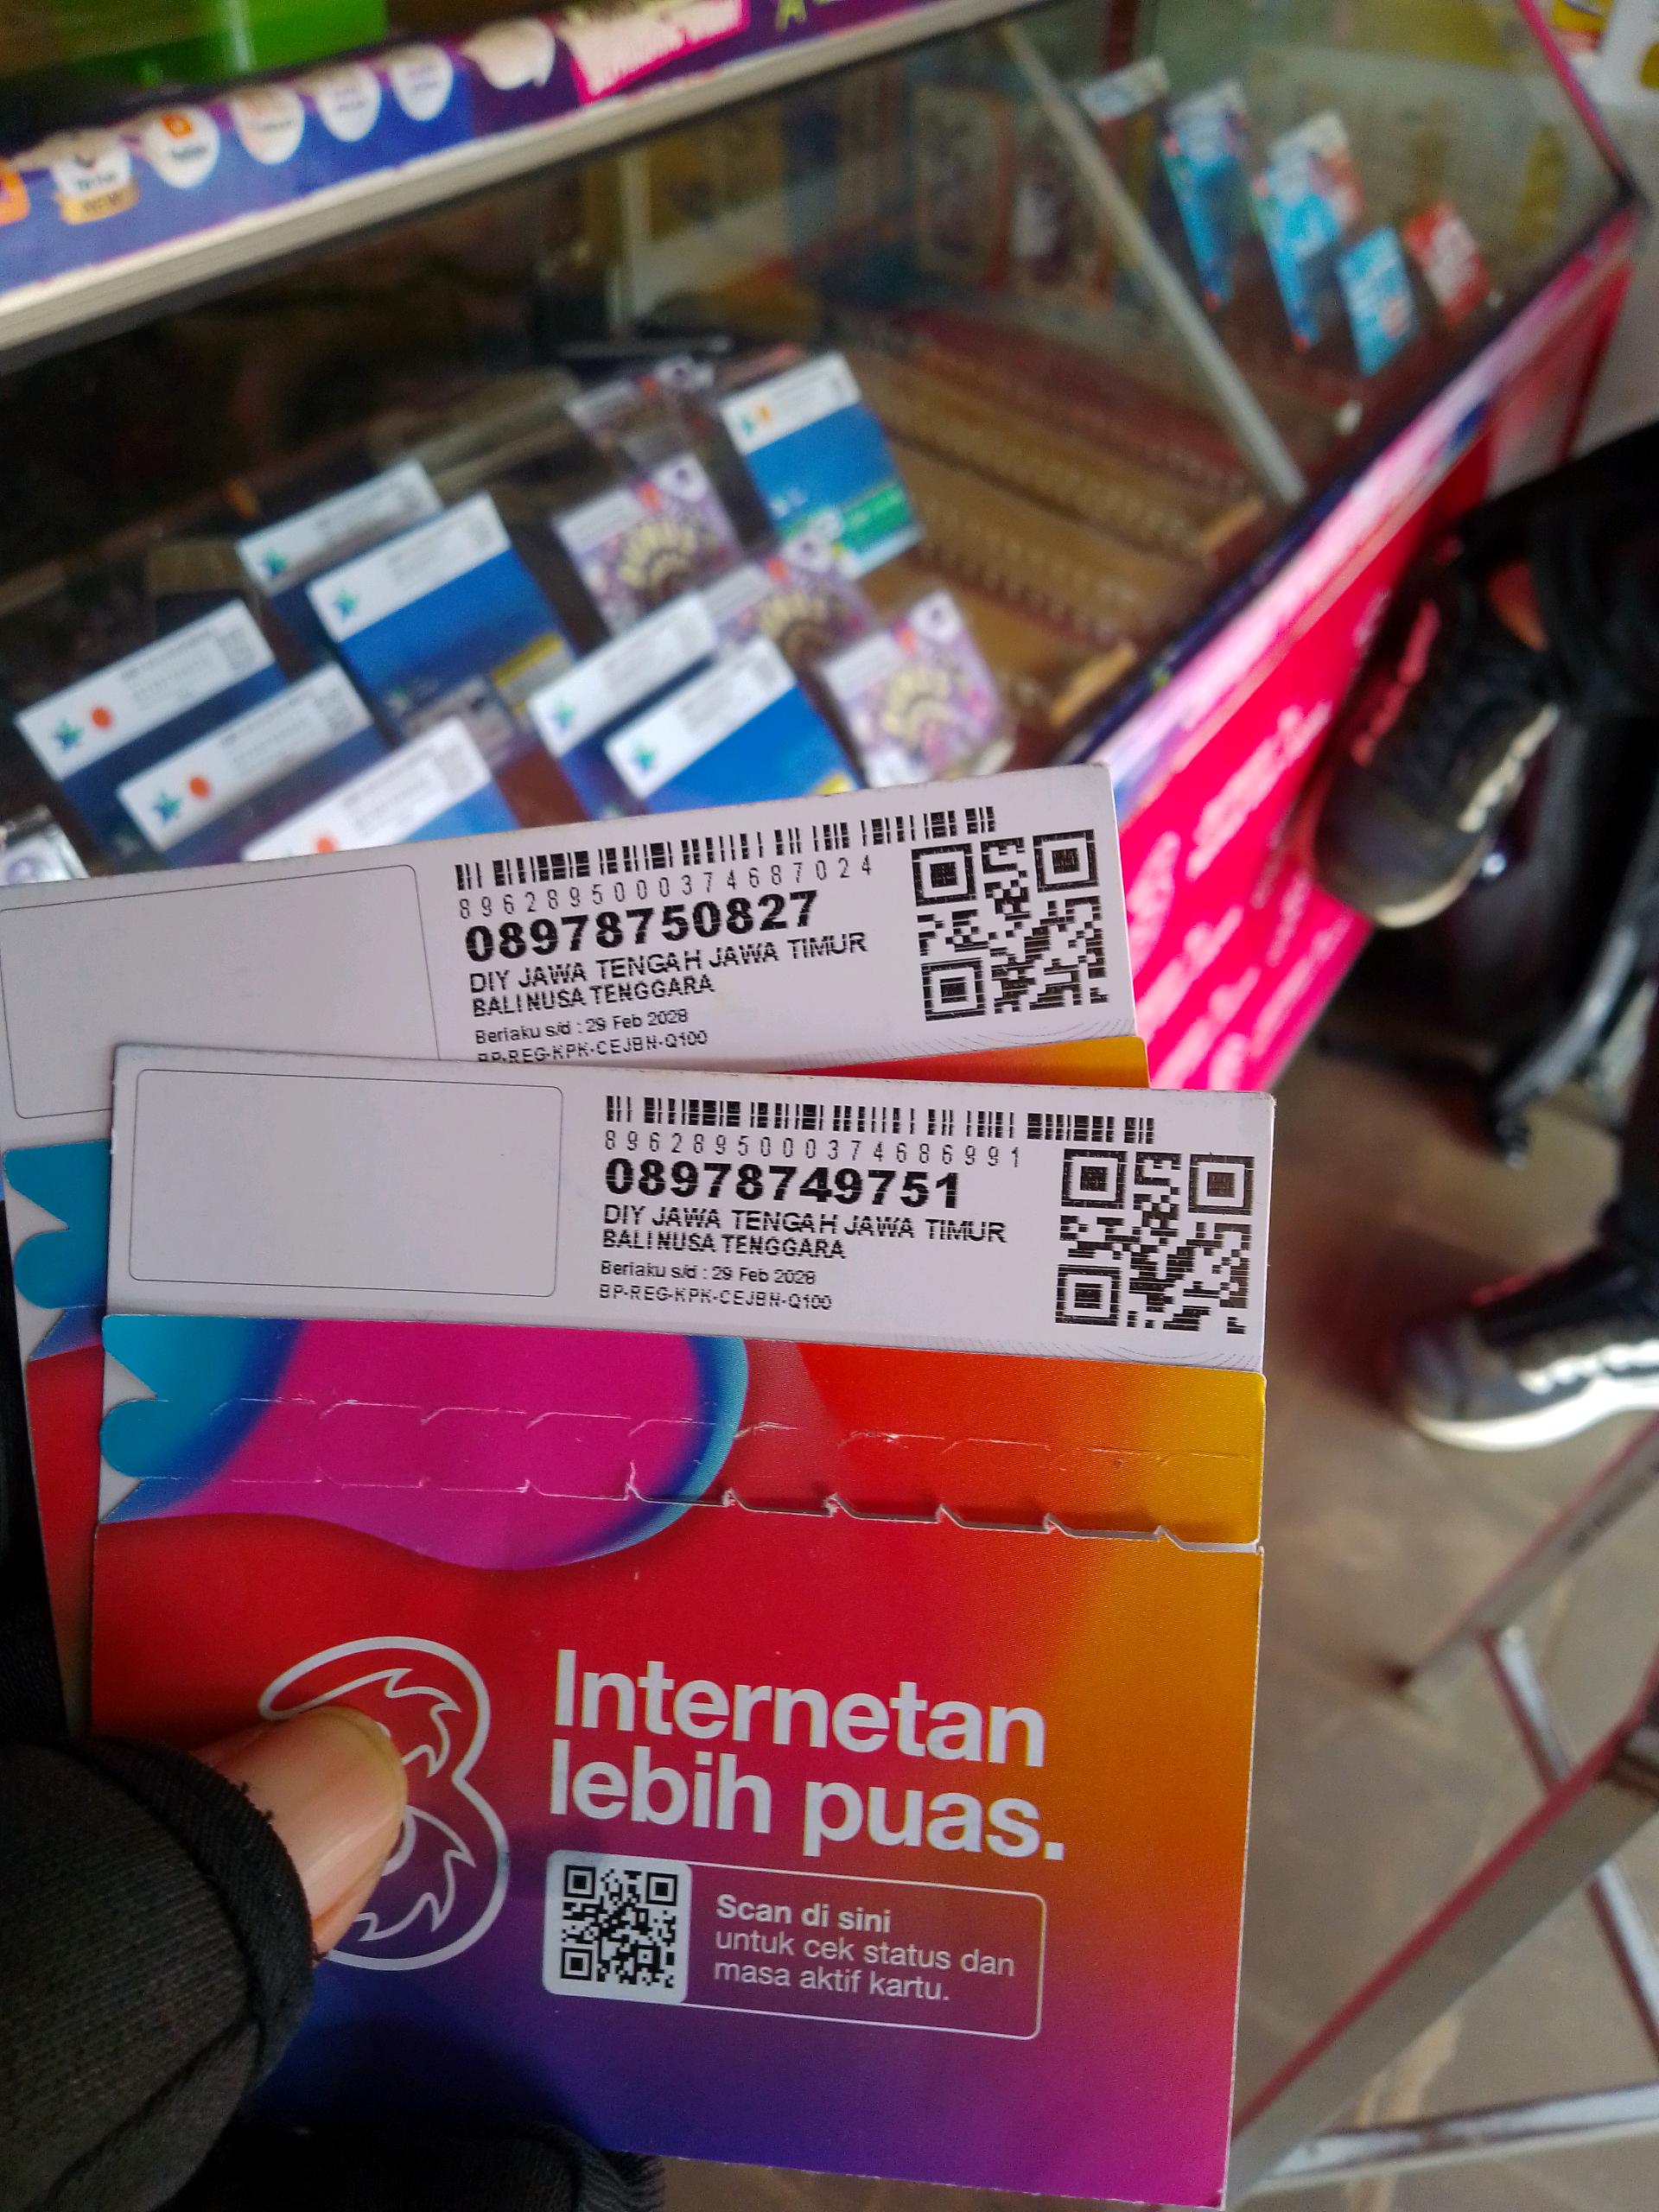 8962895000374687024
08978750827
DIY JAWA TENGAH JAWA TIMUR
BALI NUSA TENGGARA
Berlaku s/d : 29 Feb 2028
BP-REG-KPK-CEJBN-Q100
8962895000374686991
08978749751
DIY JAWA TENGAH JAWA TIMUR
BALI NUSA TENGGARA
Berlaku s/d : 29 Feb 2028
BP-REG-KPK-CEJBN-Q100
Internetan
lebih puas.
Scan di sini
untuk cek status dan
masa aktif kartu.